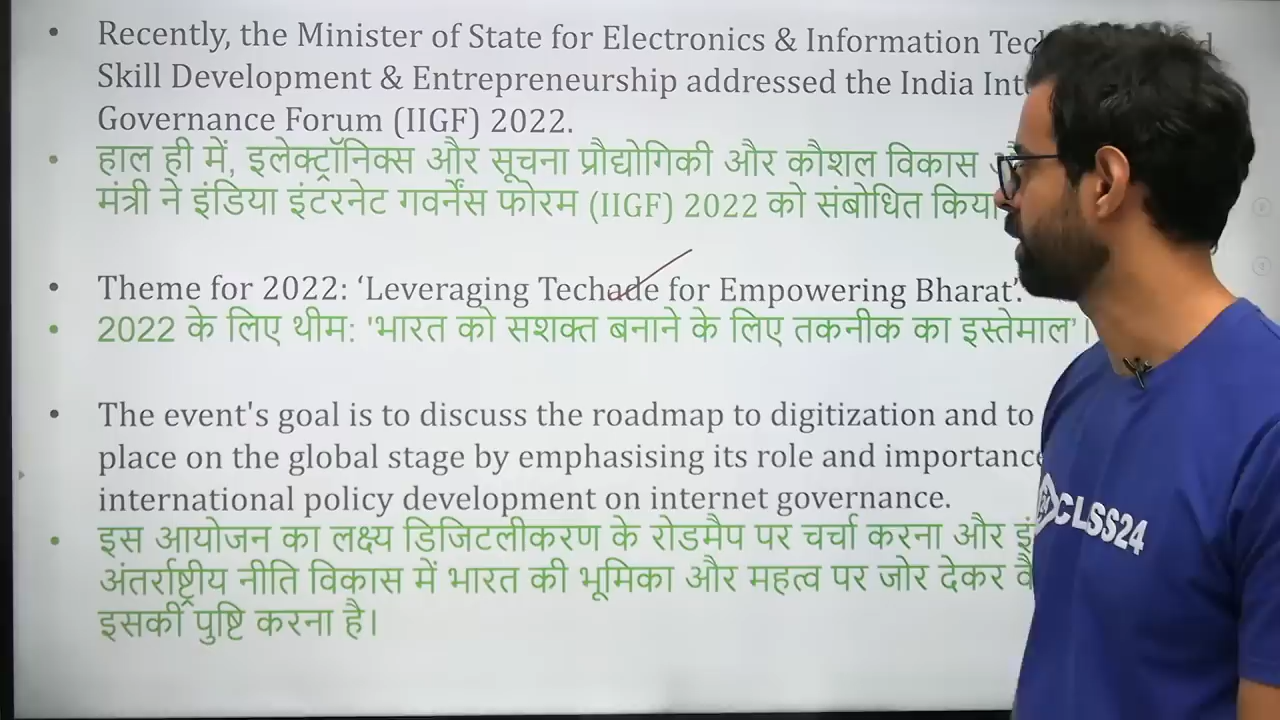 Recently, the Minister of State for Electronics & Information
Skill Development & Entrepreneurship addressed the India
Governance Forum (IIGF) 2022.
हाल ही में, इलेक्ट्रॉनिक्स और सूचना प्रौद्योगिकी और कौशल विकास
मंत्री ने इंडिया इंटरनेट गवर्नेंस फोरम (IIGF) 2022 को संबोधित किया
Theme for 2022: ‘Leveraging Techade for Empowering Bharat’.
2022 के लिए थीम: 'भारत को सशक्त बनाने के लिए तकनीक का इस्तेमाल'।
The event's goal is to discuss the roadmap to digitization and to
place on the global stage by emphasising its role and importance
international policy development on internet governance.
इस आयोजन का लक्ष्य डिजिटलीकरण के रोडमैप पर चर्चा करना और
अंतर्राष्ट्रीय नीति विकास में भारत की भूमिका और महत्व पर जोर देकर
इसकी पुष्टि करना है।
CLSS24